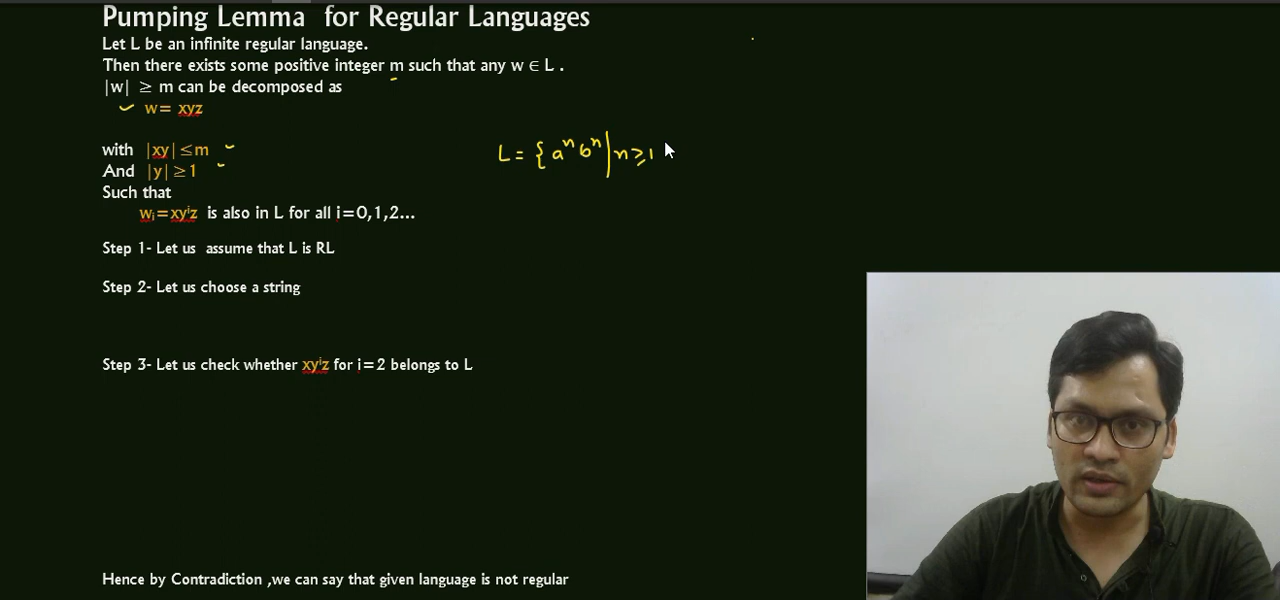 Pumping Lemma for Regular Languages
Let L be an infinite regular language.
Then there exists some positive integer m such that any w ∈ L .
|w| ≥ m can be decomposed as
w= xyz
with |xy| ≤m
And |y| ≥1
Such that
wᵢ=xyⁱz is also in L for all i=0,1,2...
L = { aⁿ bⁿ | n ≥ 1
Step 1- Let us assume that L is RL
Step 2- Let us choose a string
Step 3- Let us check whether xyⁱz for i=2 belongs to L
Hence by Contradiction ,we can say that given language is not regular